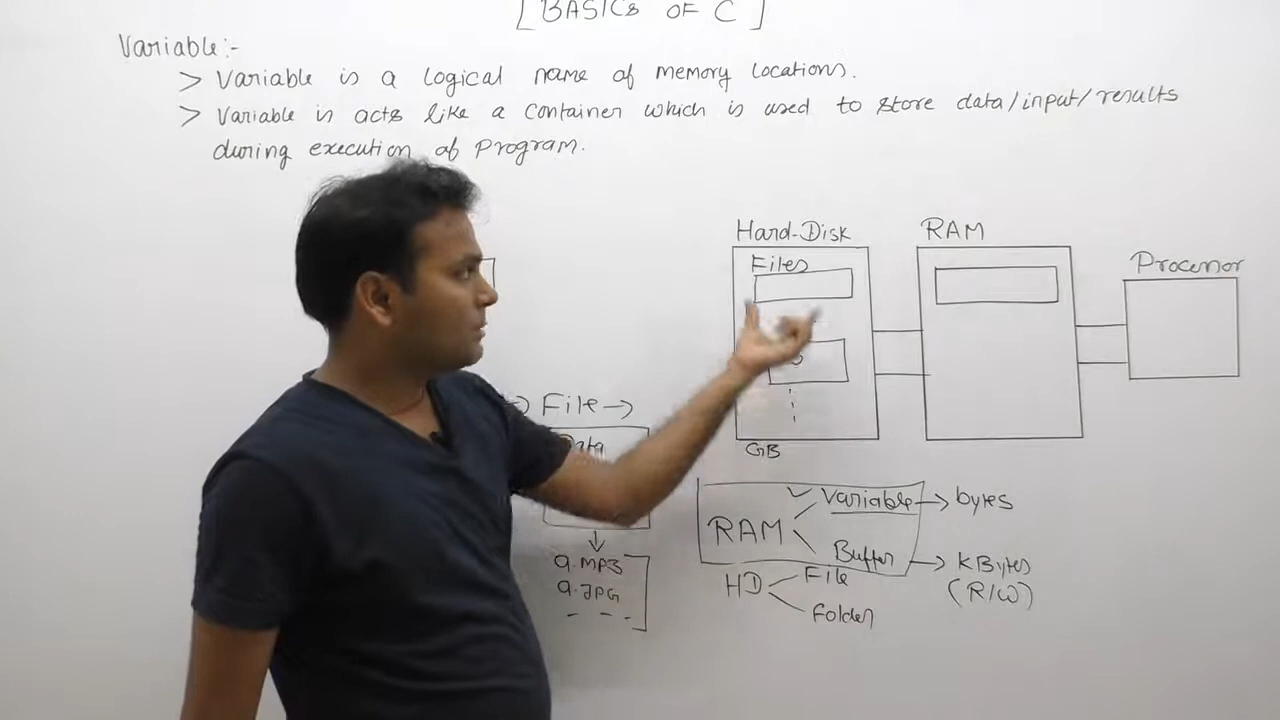 [ BASICS OF C ]
Variable:-
> Variable is a logical name of memory locations.
> Variable is acts like a container which is used to store data/input/results
during execution of program.
Hard-Disk
RAM
Processor
Files
File →
Data
GB
RAM
Variable → bytes
Buffer → KBytes
(R/W)
HD
File
Folder
a.MP3
a.JPG